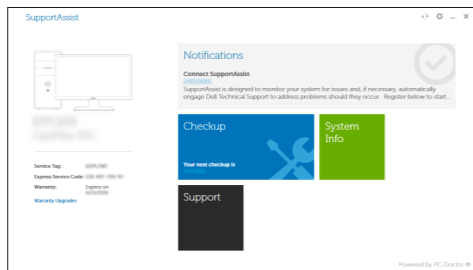 SupportAssist
Notifications
Connect SupportAssist
SupportAssist is designed to monitor your system for issues and, if necessary, automatically
engage Dell Technical Support to address problems should they occur. Register below to start...
Checkup
Your next checkup is
System
Info
Service Tag:
Express Service Code:
Warranty:
Expires on
Warranty Upgrades
Support
Powered by PC-Doctor ®